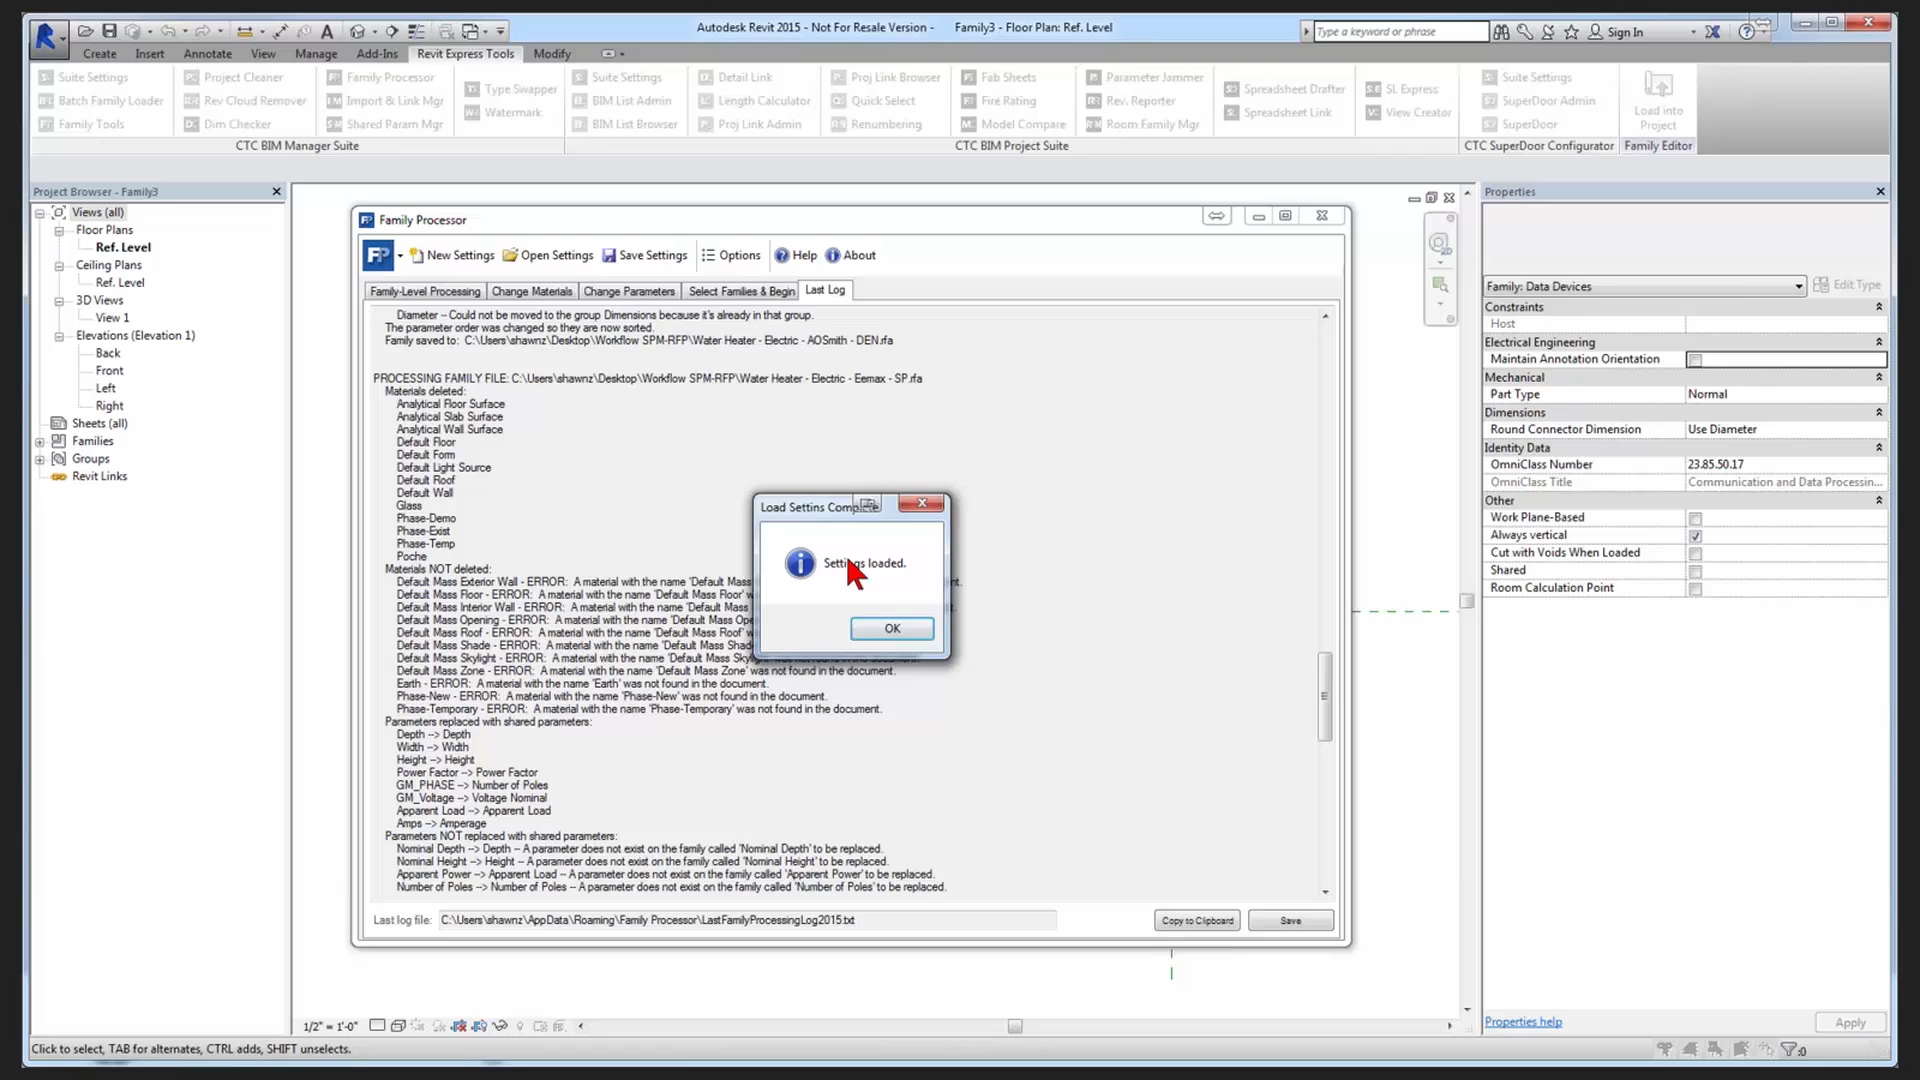 Autodesk Revit 2015 - Not For Resale Version - Family3 - Floor Plan: Ref. Level
Type a keyword or phrase
Sign In
Create Insert Annotate View Manage Add-Ins Revit Express Tools Modify
Suite Settings Project Cleaner Family Processor Type Swapper Suite Settings Detail Link Proj Link Browser Fab Sheets Parameter Jammer Spreadsheet Drafter SL Express Suite Settings
Batch Family Loader Rev Cloud Remover Import & Link Mgr Watermark BIM List Admin Length Calculator Quick Select Fire Rating Rev. Reporter Spreadsheet Link View Creator SuperDoor Admin Load into Project
Family Tools Dim Checker Shared Param Mgr BIM List Browser Proj Link Admin Renumbering Model Compare Room Family Mgr SuperDoor
CTC BIM Manager Suite CTC BIM Project Suite CTC SuperDoor Configurator Family Editor
Project Browser - Family3
Views (all)
Floor Plans
Ref. Level
Ceiling Plans
Ref. Level
3D Views
View 1
Elevations (Elevation 1)
Back
Front
Left
Right
Sheets (all)
Families
Groups
Revit Links
Family Processor
FP New Settings Open Settings Save Settings Options Help About
Family-Level Processing Change Materials Change Parameters Select Families & Begin Last Log
Diameter -- Could not be moved to the group Dimensions because it's already in that group.
The parameter order was changed so they are now sorted.
Family saved to: C:\Users\shawnz\Desktop\Workflow SPM-RFP\Water Heater - Electric - AOSmith - DEN.rfa
PROCESSING FAMILY FILE: C:\Users\shawnz\Desktop\Workflow SPM-RFP\Water Heater - Electric - Eemax - SP.rfa
Materials deleted:
Analytical Floor Surface
Analytical Slab Surface
Analytical Wall Surface
Default Floor
Default Form
Default Light Source
Default Roof
Default Wall
Glass
Phase-Demo
Phase-Exist
Phase-Temp
Poche
Materials NOT deleted:
Default Mass Exterior Wall - ERROR: A material with the name 'Default Mass
Default Mass Floor - ERROR: A material with the name 'Default Mass Floor' w
Default Mass Interior Wall - ERROR: A material with the name 'Default Mass
Default Mass Opening - ERROR: A material with the name 'Default Mass Ope
Default Mass Roof - ERROR: A material with the name 'Default Mass Roof' w
Default Mass Shade - ERROR: A material with the name 'Default Mass Shad
Default Mass Skylight - ERROR: A material with the name 'Default Mass Skylight' was not found in the document.
Default Mass Zone - ERROR: A material with the name 'Default Mass Zone' was not found in the document.
Earth - ERROR: A material with the name 'Earth' was not found in the document.
Phase-New - ERROR: A material with the name 'Phase-New' was not found in the document.
Phase-Temporary - ERROR: A material with the name 'Phase-Temporary' was not found in the document.
Parameters replaced with shared parameters:
Depth --> Depth
Width --> Width
Height --> Height
Power Factor --> Power Factor
GM_PHASE --> Number of Poles
GM_Voltage --> Voltage Nominal
Apparent Load --> Apparent Load
Amps --> Amperage
Parameters NOT replaced with shared parameters:
Nominal Depth --> Depth -- A parameter does not exist on the family called 'Nominal Depth' to be replaced.
Nominal Height --> Height -- A parameter does not exist on the family called 'Nominal Height' to be replaced.
Apparent Power --> Apparent Load -- A parameter does not exist on the family called 'Apparent Power' to be replaced.
Number of Poles --> Number of Poles -- A parameter does not exist on the family called 'Number of Poles' to be replaced.
Last log file: C:\Users\shawnz\AppData\Roaming\Family Processor\LastFamilyProcessingLog2015.txt
Copy to Clipboard Save
Load Settins Complete
Settings loaded.
OK
Properties
Family: Data Devices Edit Type
Constraints
Host
Electrical Engineering
Maintain Annotation Orientation
Mechanical
Part Type Normal
Dimensions
Round Connector Dimension Use Diameter
Identity Data
OmniClass Number 23.85.50.17
OmniClass Title Communication and Data Processin...
Other
Work Plane-Based
Always vertical
Cut with Voids When Loaded
Shared
Room Calculation Point
Properties help Apply
1/2" = 1'-0"
Click to select, TAB for alternates, CTRL adds, SHIFT unselects.
:0